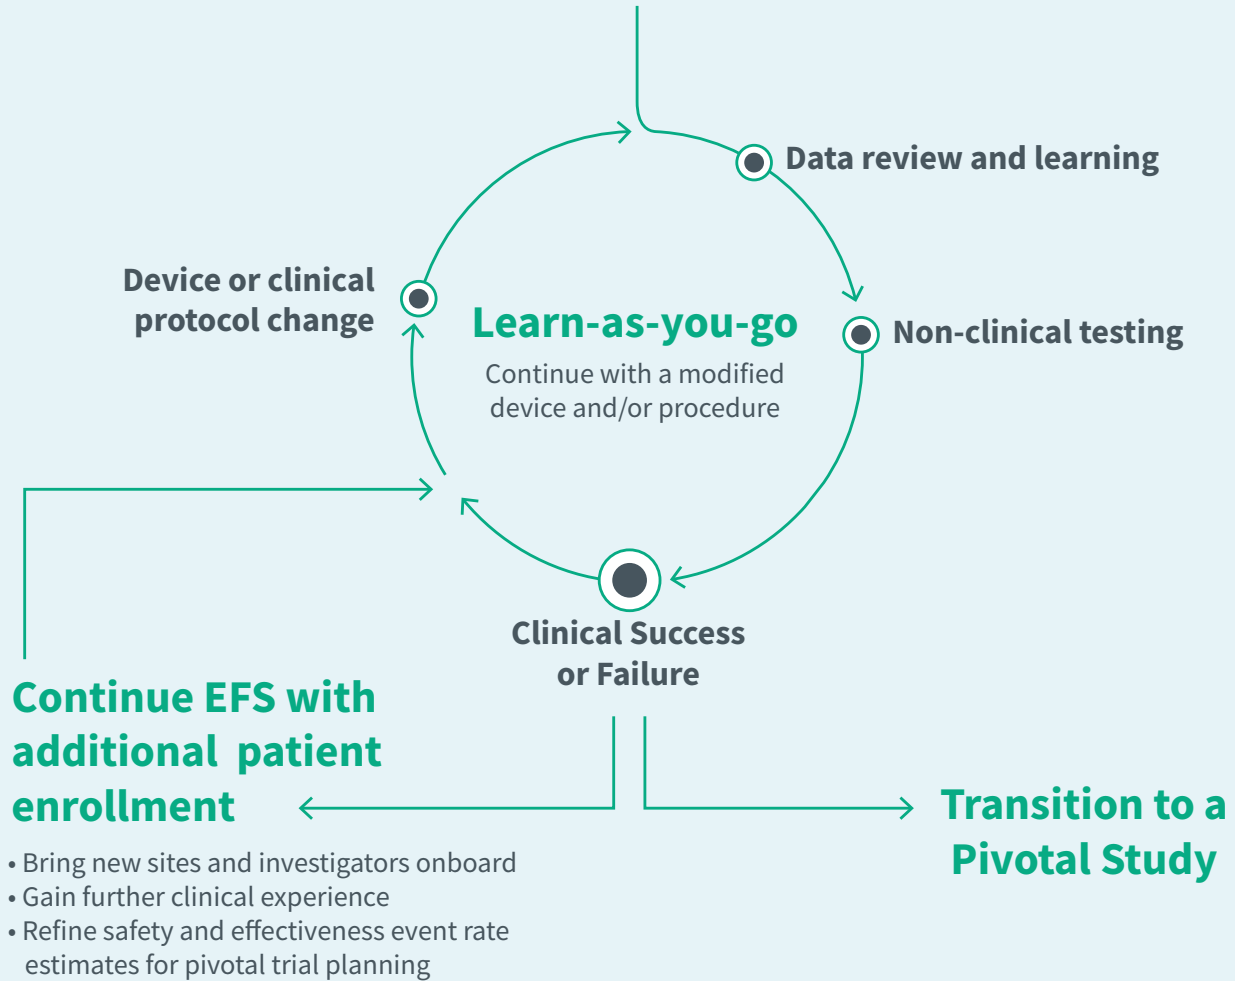 Data review and learning
Device or clinical
protocol change
Learn-as-you-go
Continue with a modified
device and/or procedure
Non-clinical testing
Clinical Success
or Failure
Continue EFS with
additional patient
enrollment
• Bring new sites and investigators onboard
• Gain further clinical experience
• Refine safety and effectiveness event rate
estimates for pivotal trial planning
Transition to a
Pivotal Study